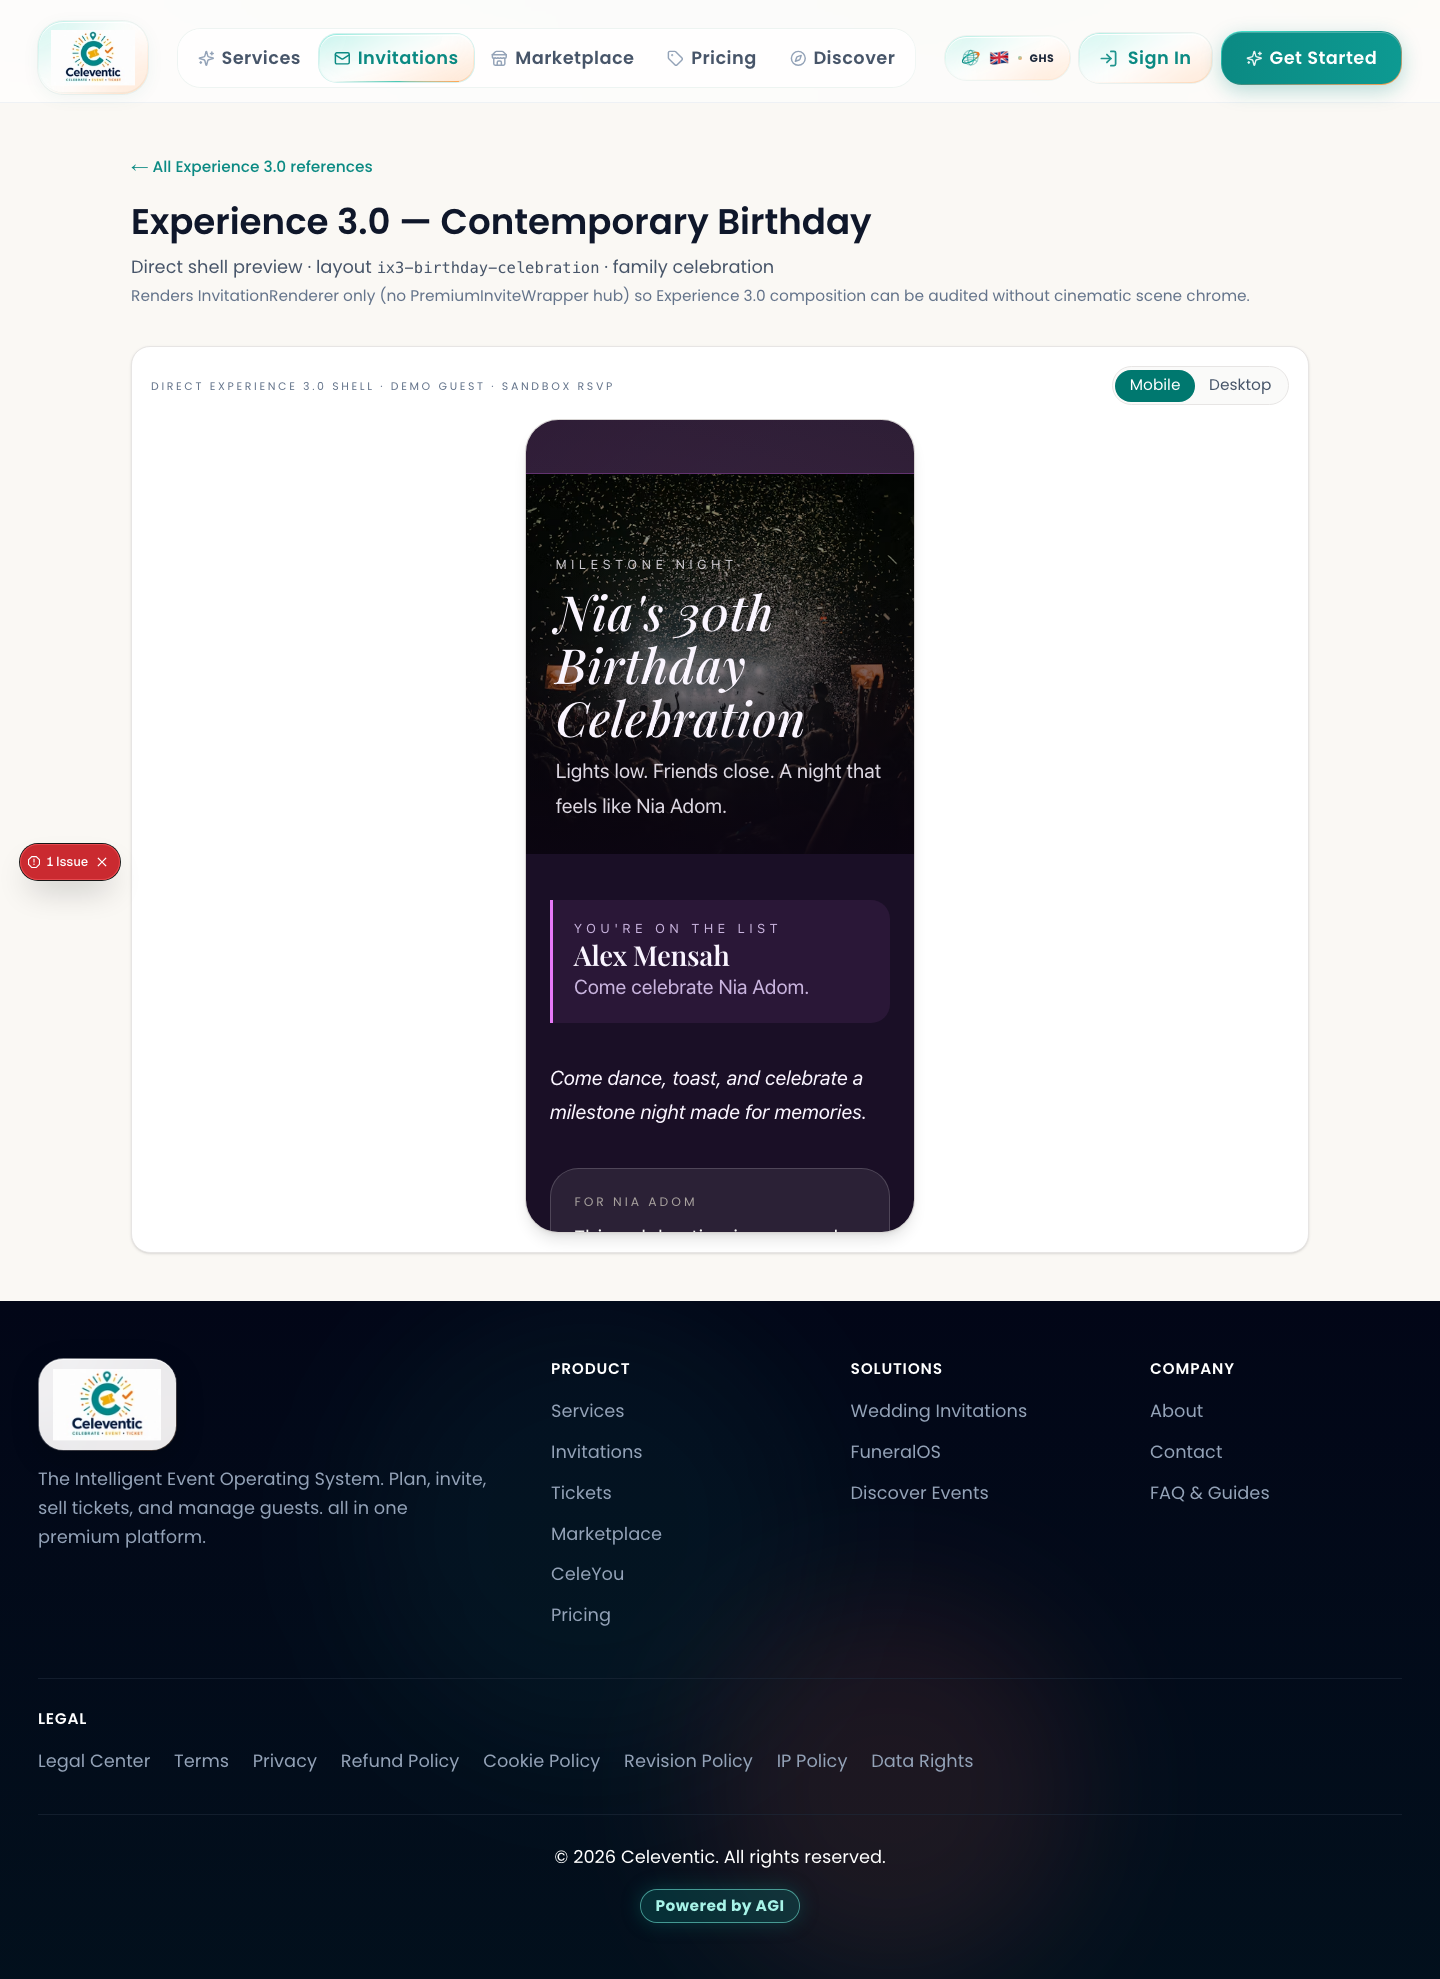 Celeventic
CELEBRATE • EVENT • TICKET
Services
Invitations
Marketplace
Pricing
Discover
GHS
Sign In
Get Started
← All Experience 3.0 references
Experience 3.0 — Contemporary Birthday
Direct shell preview · layout ix3-birthday-celebration · family celebration
Renders InvitationRenderer only (no PremiumInviteWrapper hub) so Experience 3.0 composition can be audited without cinematic scene chrome.
DIRECT EXPERIENCE 3.0 SHELL · DEMO GUEST · SANDBOX RSVP
Mobile
Desktop
MILESTONE NIGHT
Nia's 30th
Birthday
Celebration
Lights low. Friends close. A night that
feels like Nia Adom.
1 Issue
YOU'RE ON THE LIST
Alex Mensah
Come celebrate Nia Adom.
Come dance, toast, and celebrate a
milestone night made for memories.
FOR NIA ADOM
Celeventic
CELEBRATE • EVENT • TICKET
The Intelligent Event Operating System. Plan, invite,
sell tickets, and manage guests. all in one
premium platform.
PRODUCT
Services
Invitations
Tickets
Marketplace
CeleYou
Pricing
SOLUTIONS
Wedding Invitations
FuneralOS
Discover Events
COMPANY
About
Contact
FAQ & Guides
LEGAL
Legal Center
Terms
Privacy
Refund Policy
Cookie Policy
Revision Policy
IP Policy
Data Rights
© 2026 Celeventic. All rights reserved.
Powered by AGI